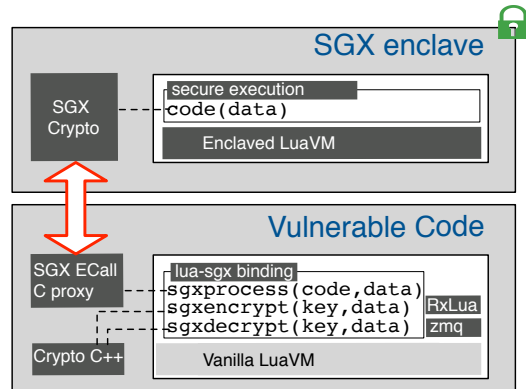 SGX enclave
SGX
Crypto
secure execution
code(data)
Enclaved LuaVM
Vulnerable Code
SGX ECall
C proxy
lua-sgx binding
sgxprocess(code,data)
sgxencrypt(key,data)
RxLua
sgxdecrypt(key,data)
zmq
Crypto C++
Vanilla LuaVM